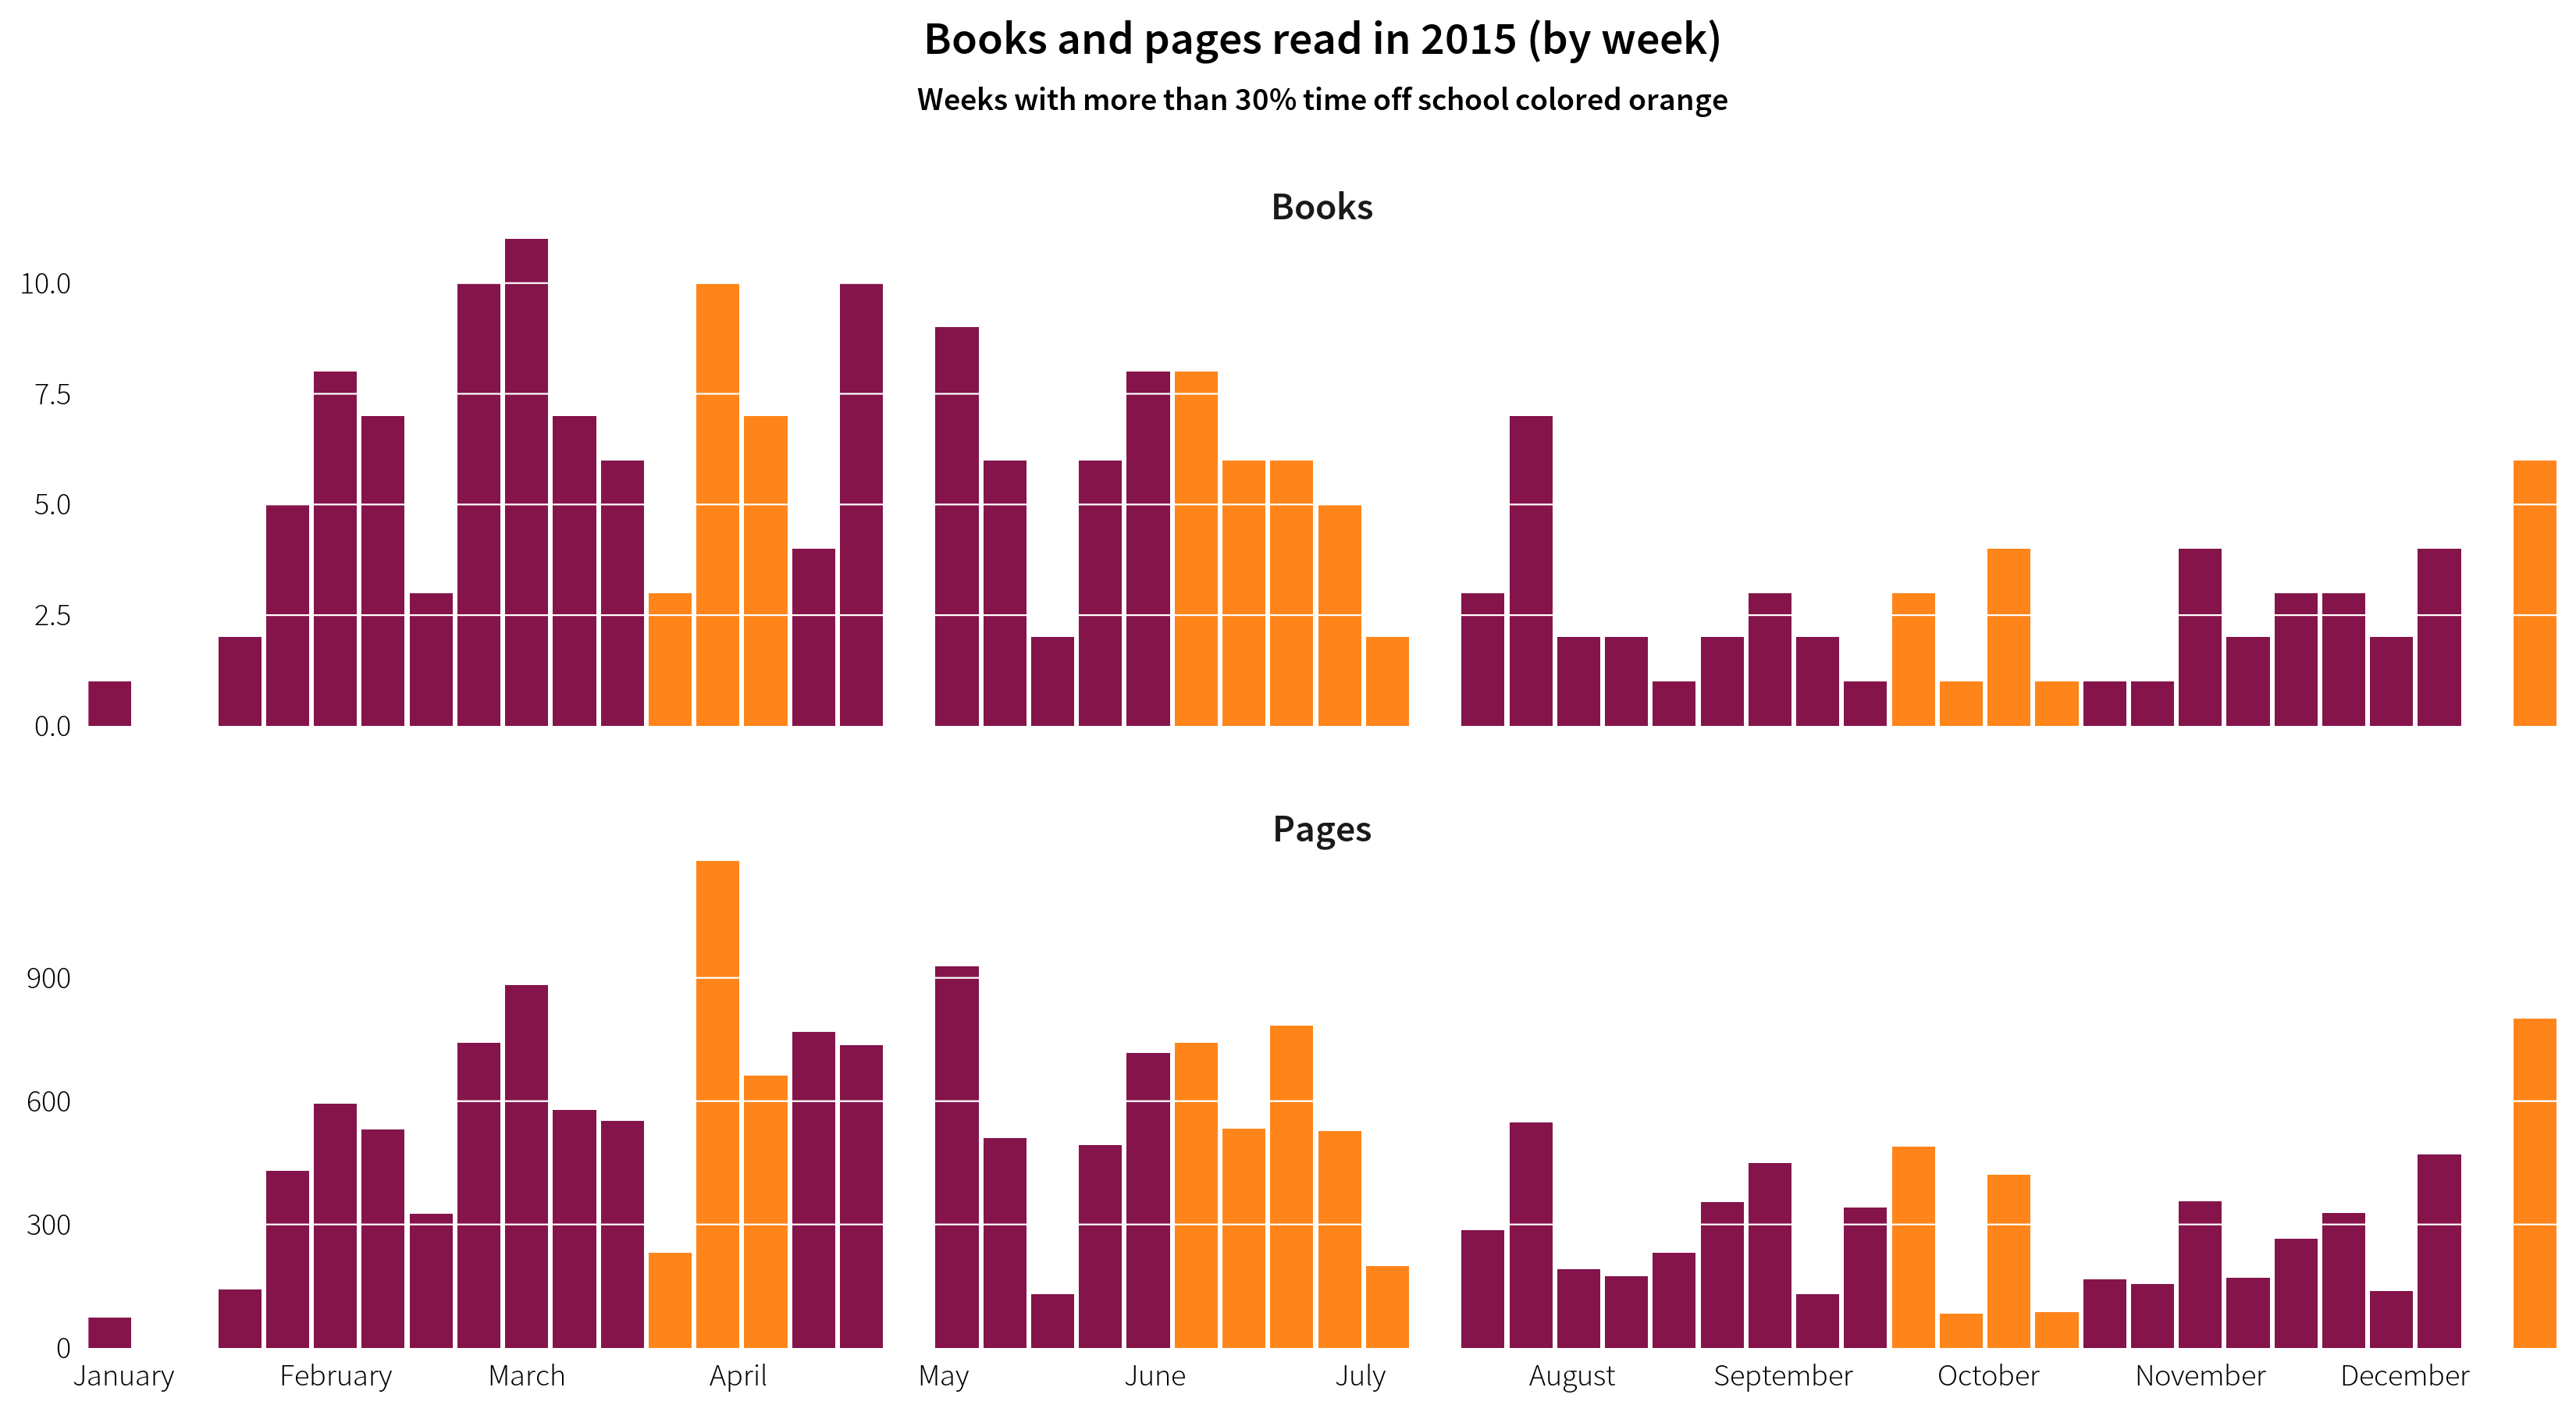 Books and pages read in 2015 (by week)
Weeks with more than 30% time off school colored orange
Books
10.0
7.5
5.0
2.5
0.0
Pages
900
600
300
0
January February March April May June July August September October November December